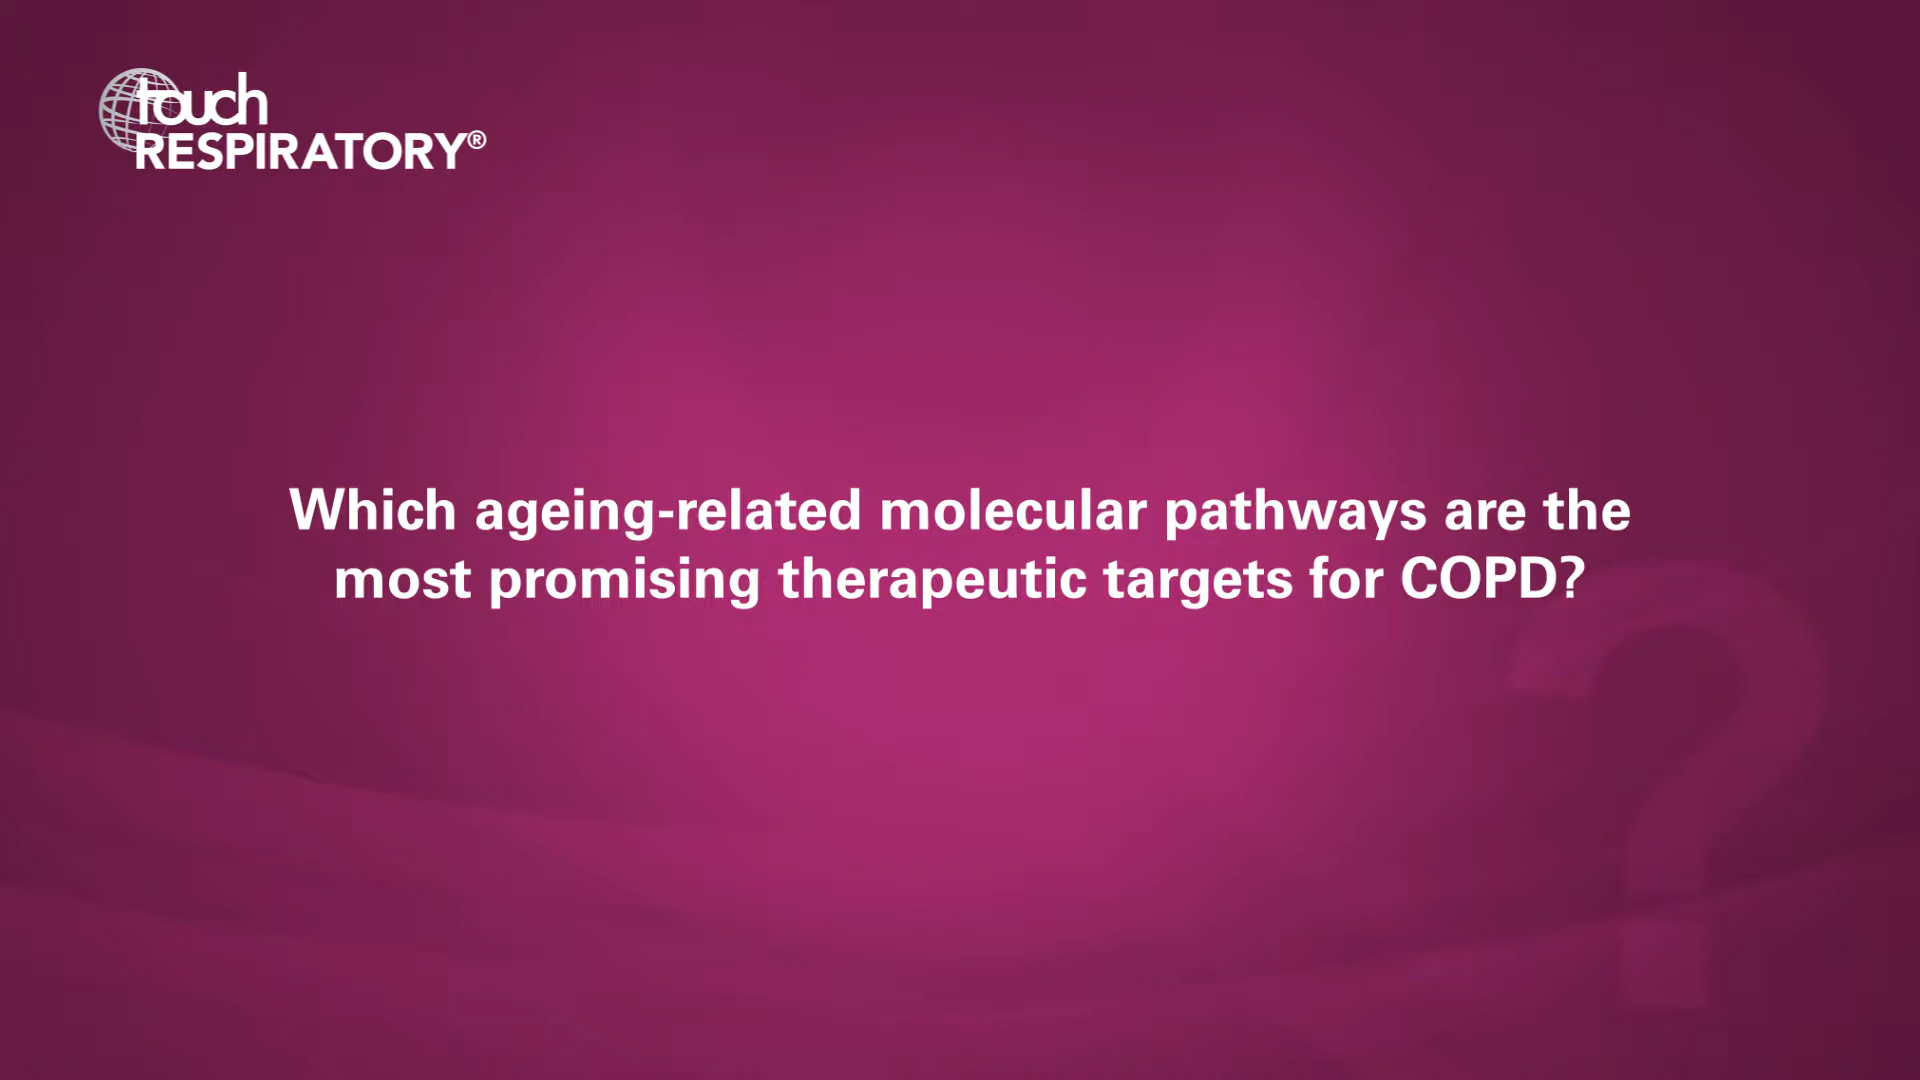 touch
RESPIRATORY®
Which ageing-related molecular pathways are the
most promising therapeutic targets for COPD?
?